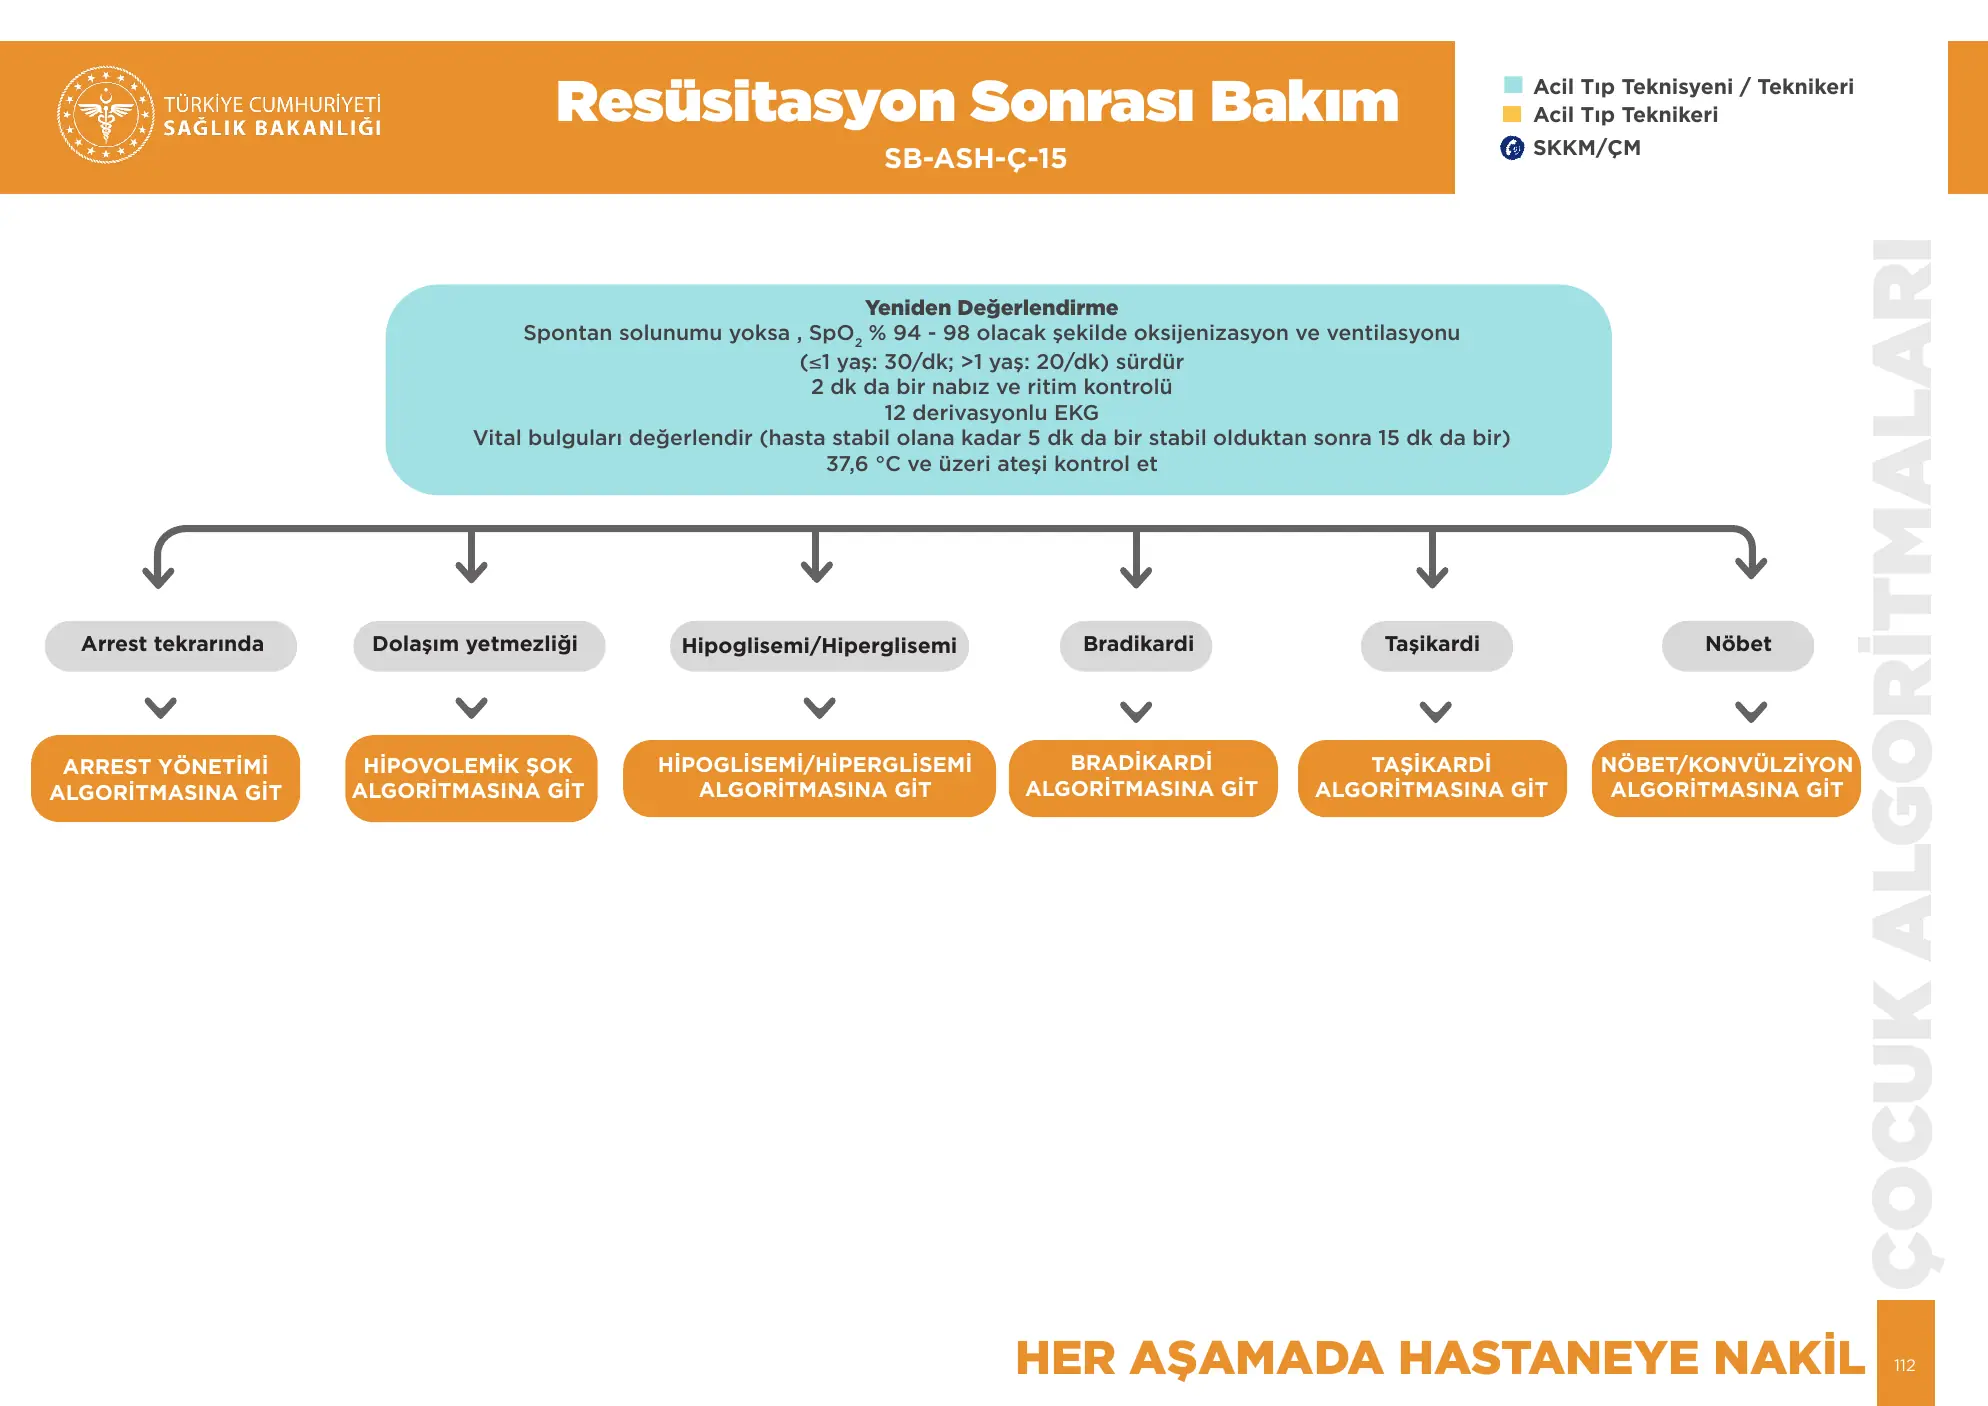 TÜRKİYE CUMHURİYETİ
SAĞLIK BAKANLIĞI
Resüsitasyon Sonrası Bakım
SB-ASH-Ç-15
Acil Tıp Teknisyeni / Teknikeri
Acil Tıp Teknikeri
SKKM/ÇM
Yeniden Değerlendirme
Spontan solunumu yoksa , SpO2 % 94 - 98 olacak şekilde oksijenizasyon ve ventilasyonu
(≤1 yaş: 30/dk; >1 yaş: 20/dk) sürdür
2 dk da bir nabız ve ritim kontrolü
12 derivasyonlu EKG
Vital bulguları değerlendir (hasta stabil olana kadar 5 dk da bir stabil olduktan sonra 15 dk da bir)
37,6 °C ve üzeri ateşi kontrol et
Arrest tekrarında
Dolaşım yetmezliği
Hipoglisemi/Hiperglisemi
Bradikardi
Taşikardi
Nöbet
ARREST YÖNETİMİ
ALGORİTMASINA GİT
HİPOVOLEMİK ŞOK
ALGORİTMASINA GİT
HİPOGLİSEMİ/HİPERGLİSEMİ
ALGORİTMASINA GİT
BRADİKARDİ
ALGORİTMASINA GİT
TAŞİKARDİ
ALGORİTMASINA GİT
NÖBET/KONVÜLZİYON
ALGORİTMASINA GİT
ÇOCUK ALGORİTMALARI
HER AŞAMADA HASTANEYE NAKİL
112